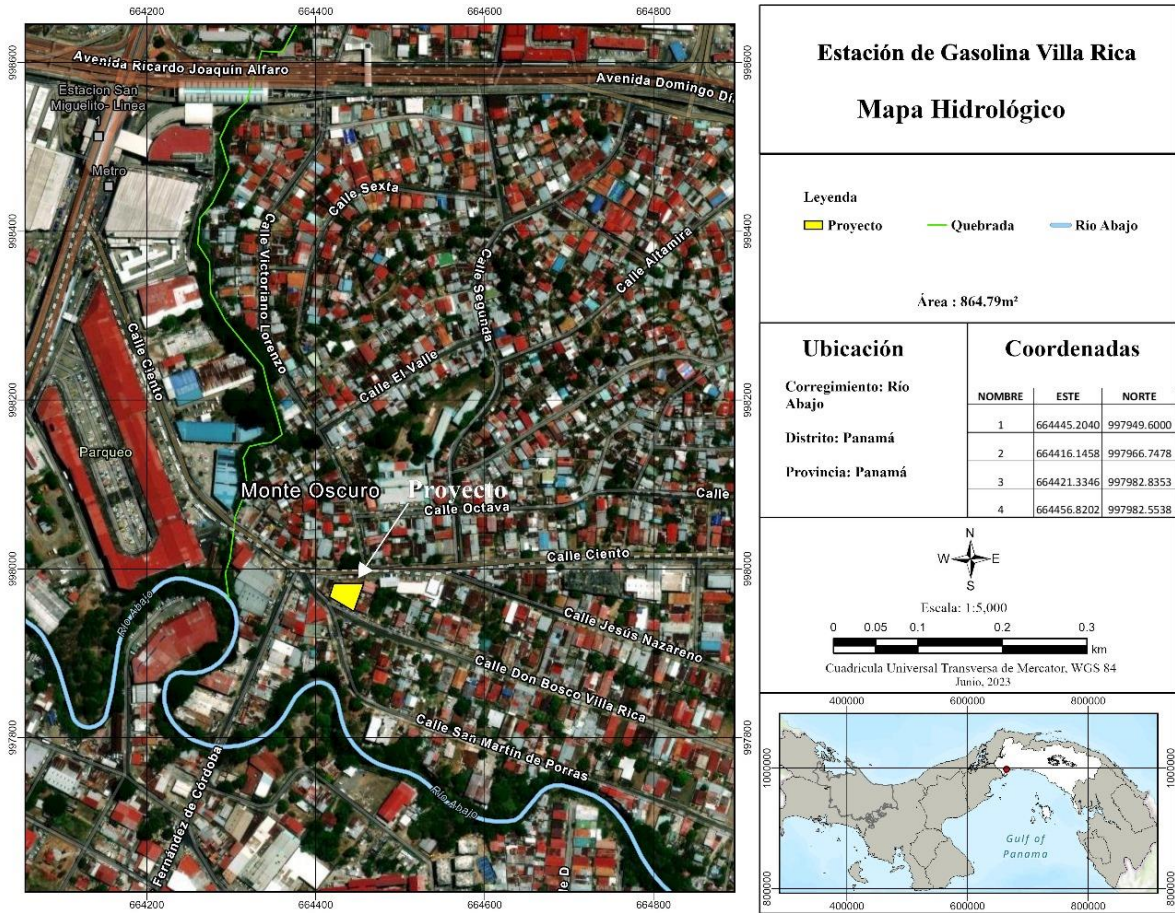 664200 664400 664600 664800
998600
998600
Avenida Ricardo Joaquín Alfaro
Estacion San
Miguelito- Linea
Metro
Calle Sexta
998400
998400
Calle Victoriano Lorenzo
Calle Segunda
Calle Altamira
Calle Ciento
Calle El Valle
998200
998200
Parqueo
Monte Oscuro
Proyecto
Calle Octava
Calle
Calle Ciento
998000
998000
Río Abajo
Calle Jesús Nazareno
Calle Don Bosco Villa Rica
Calle San Martín de Porras
997800
997800
Fernández de Córdoba
Río Abajo
664200 664400 664600 664800
Estación de Gasolina Villa Rica
Mapa Hidrológico
Leyenda
Proyecto Quebrada Río Abajo
Área : 864.79m²
Ubicación
Corregimiento: Río
Abajo
Distrito: Panamá
Provincia: Panamá
Coordenadas
NOMBRE ESTE NORTE
1 664445.2040 997949.6000
2 664416.1458 997966.7478
3 664421.3346 997982.8353
4 664456.8202 997982.5538
N
W E
S
Escala: 1:5,000
0 0.05 0.1 0.2 0.3
km
Cuadricula Universal Transversa de Mercator, WGS 84
Junio, 2023
400000 600000 800000
1000000
Gulf of
Panama
800000
800000
400000 600000 800000